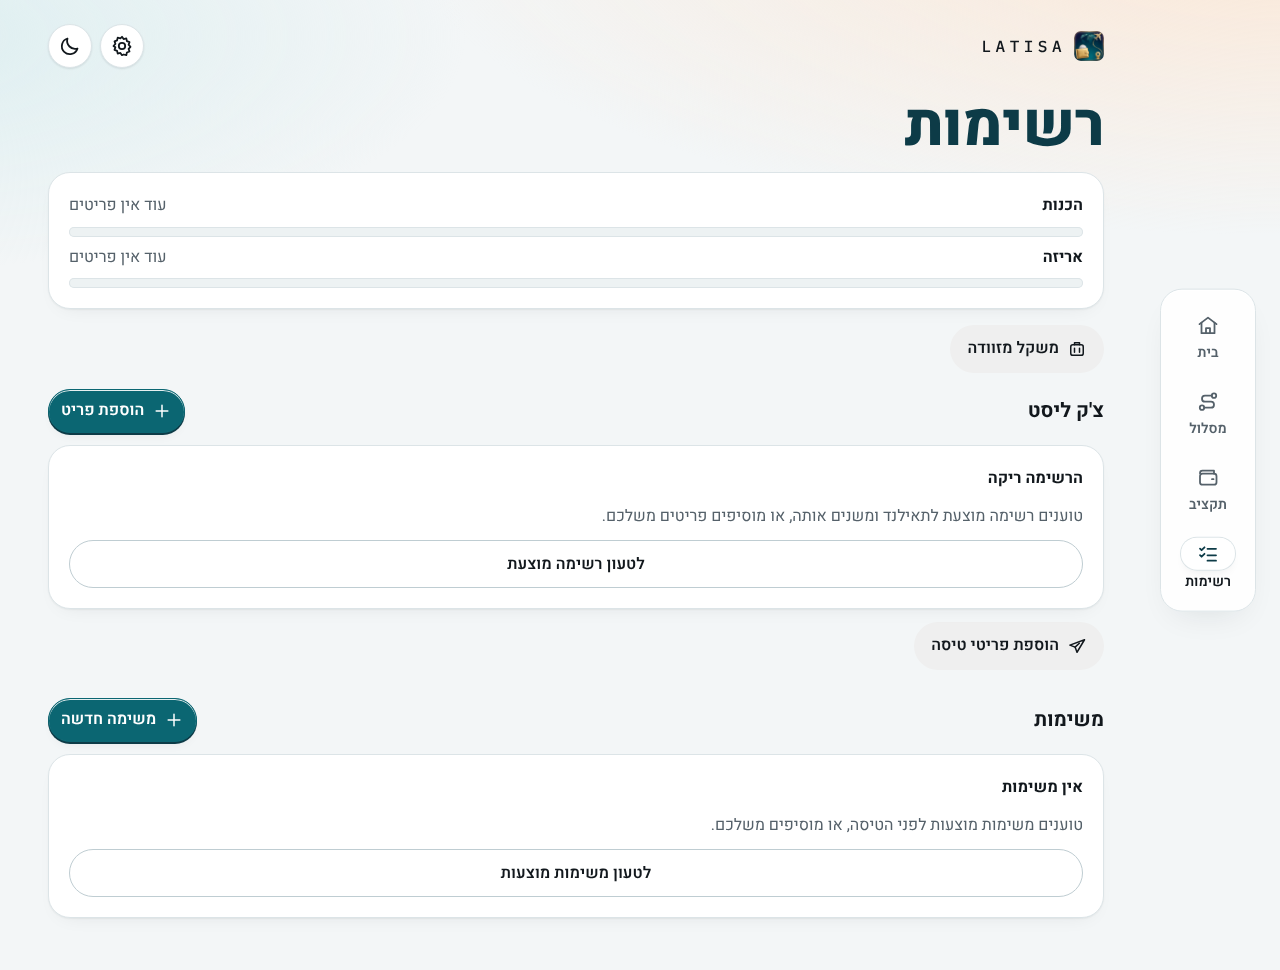 LATISA
רשימות
הכנות
עוד אין פריטים
אריזה
עוד אין פריטים
משקל מזוודה
צ'ק ליסט
הוספת פריט
הרשימה ריקה
טוענים רשימה מוצעת לתאילנד ומשנים אותה, או מוסיפים פריטים משלכם.
לטעון רשימה מוצעת
הוספת פריטי טיסה
משימות
משימה חדשה
אין משימות
טוענים משימות מוצעות לפני הטיסה, או מוסיפים משלכם.
לטעון משימות מוצעות
בית
מסלול
תקציב
רשימות